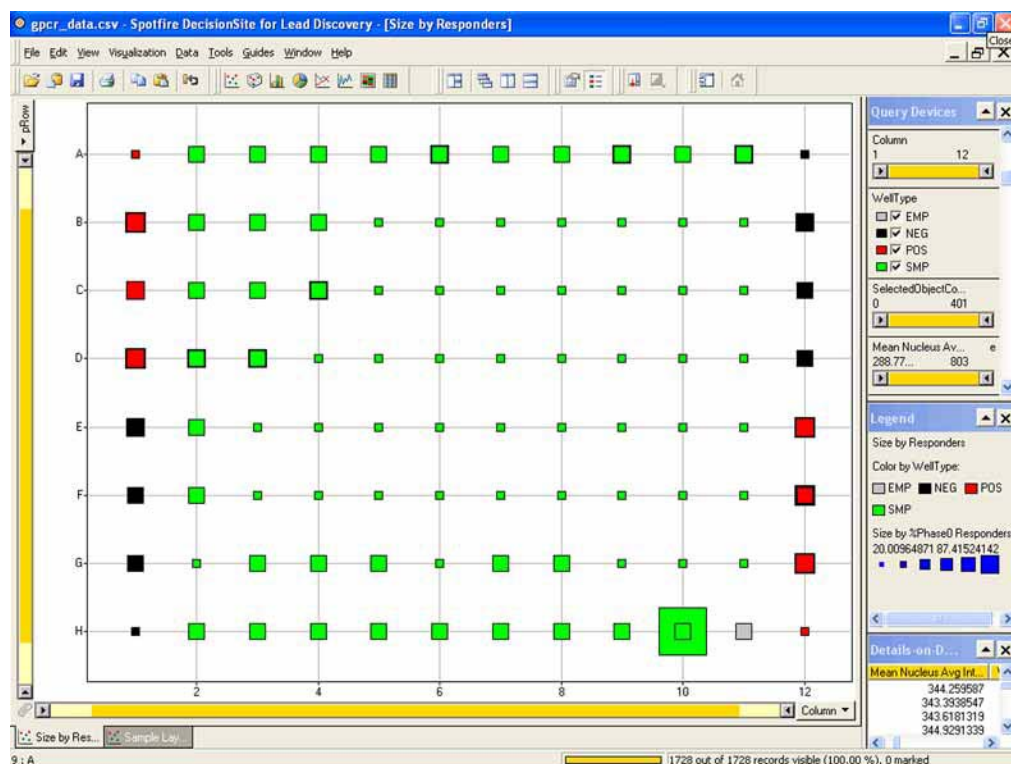 gpcr_data.csv - Spotfire DecisionSite for Lead Discovery - [Size by Responders]
Close
File Edit View Visualization Data Tools Guides Window Help
pRow
A
B
C
D
E
F
G
H
2 4 6 8 10 12
Column
Size by Res...
Sample Lay...
Query Devices
Column
1 12
WellType
EMP
NEG
POS
SMP
SelectedObjectCo...
0 401
Mean Nucleus Av... e
288.77... 803
Legend
Size by Responders
Color by WellType:
EMP NEG POS
SMP
Size by %Phase0 Responders
20.00964871 87.41524142
Details-on-D...
Mean Nucleus Avg Int...
344.259587
343.3938547
343.6181319
344.9291339
9 : A
1728 out of 1728 records visible (100.00 %), 0 marked